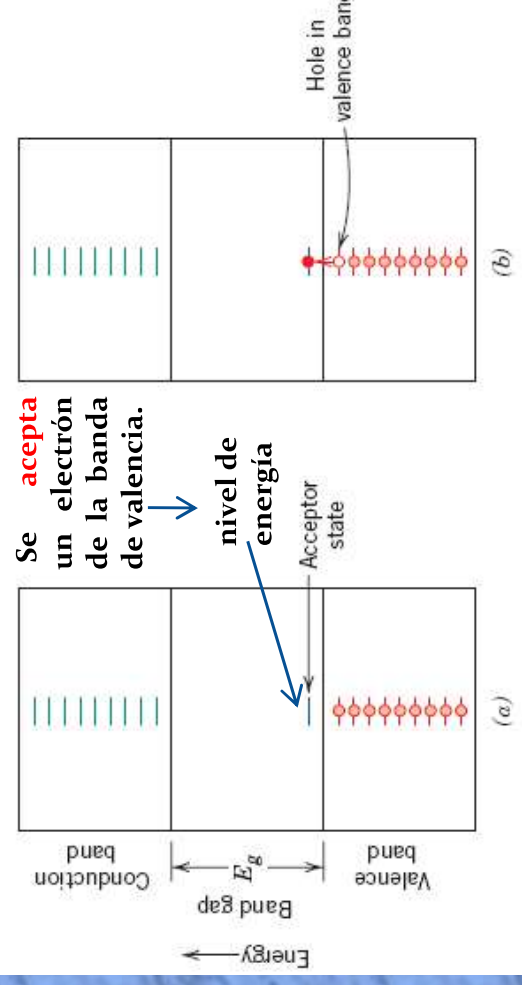 Energy
Band gap
Conduction
band
E_g
Valence
band
(a)
Acceptor
state
Se acepta
un electrón
de la banda
de valencia.
nivel de
energía
(b)
Hole in
valence band